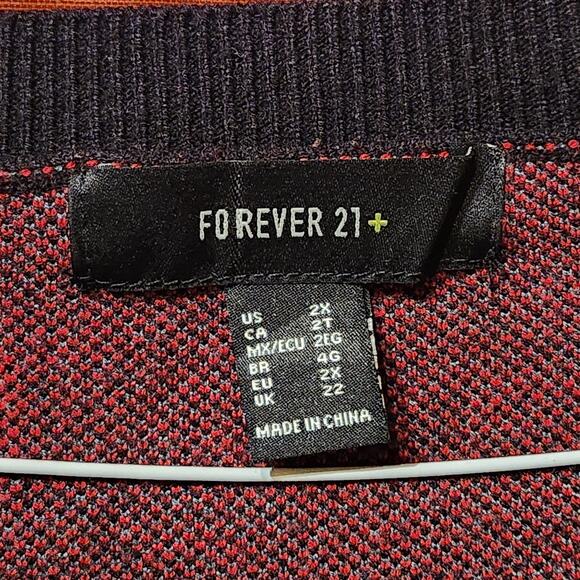 FOREVER 21+
US 2X
CA 2T
MX/ECU 2EG
BR 4G
EU 2X
UK 22
MADE IN CHINA